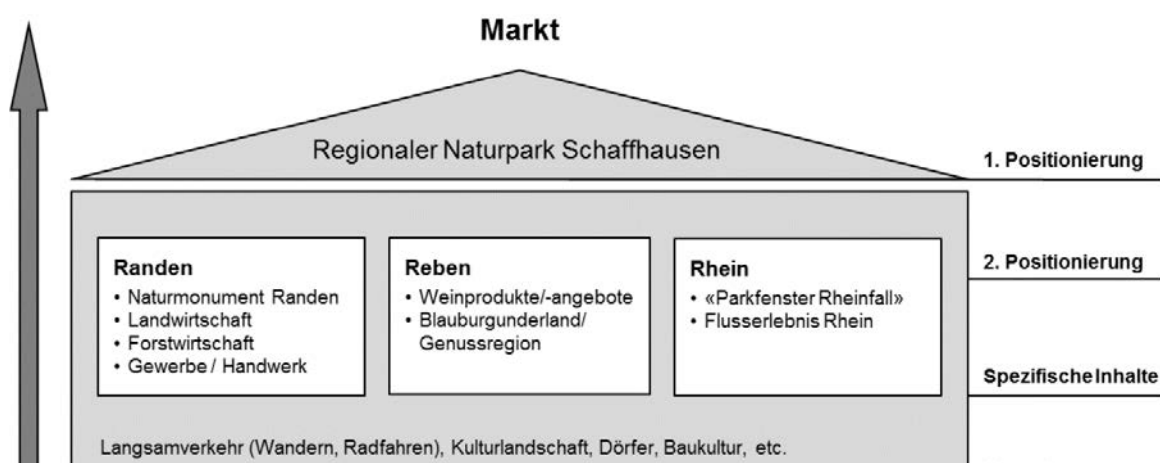 Markt
Regionaler Naturpark Schaffhausen
1. Positionierung
Randen
• Naturmonument Randen
• Landwirtschaft
• Forstwirtschaft
• Gewerbe / Handwerk
Reben
• Weinprodukte/-angebote
• Blauburgunderland/
Genussregion
Rhein
• «Parkfenster Rheinfall»
• Flusserlebnis Rhein
2. Positionierung
Spezifische Inhalte
Langsamverkehr (Wandern, Radfahren), Kulturlandschaft, Dörfer, Baukultur, etc.